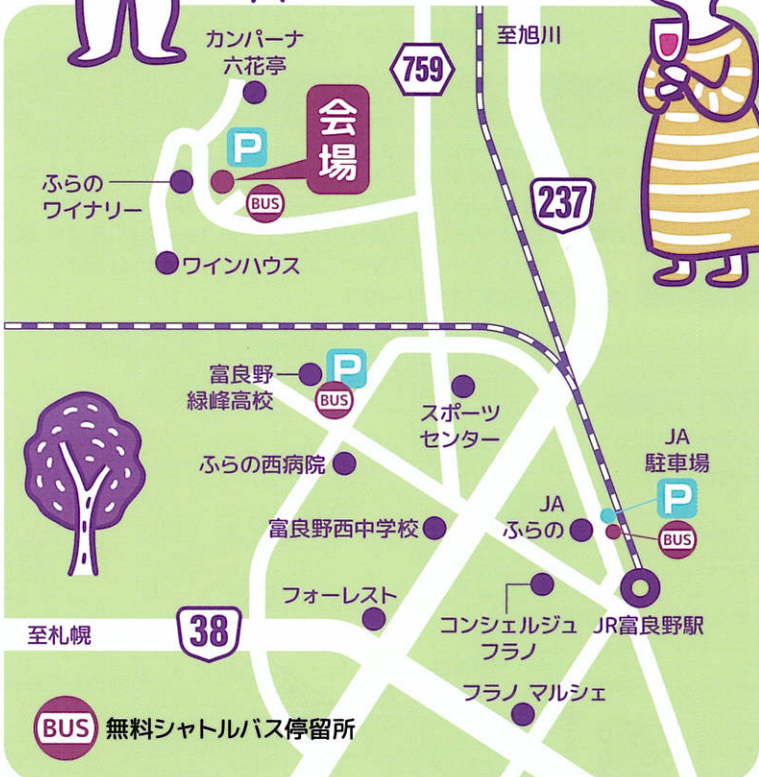 カンパーナ
六花亭
759
至旭川
会場
P
ふらの
ワイナリー
BUS
237
ワインハウス
富良野
緑峰高校
P
BUS
スポーツ
センター
ふらの西病院
JA
駐車場
P
BUS
富良野西中学校
JA
ふらの
フォーレスト
コンシェルジュ
フラノ
JR富良野駅
至札幌
38
フラノ マルシェ
BUS 無料シャトルバス停留所